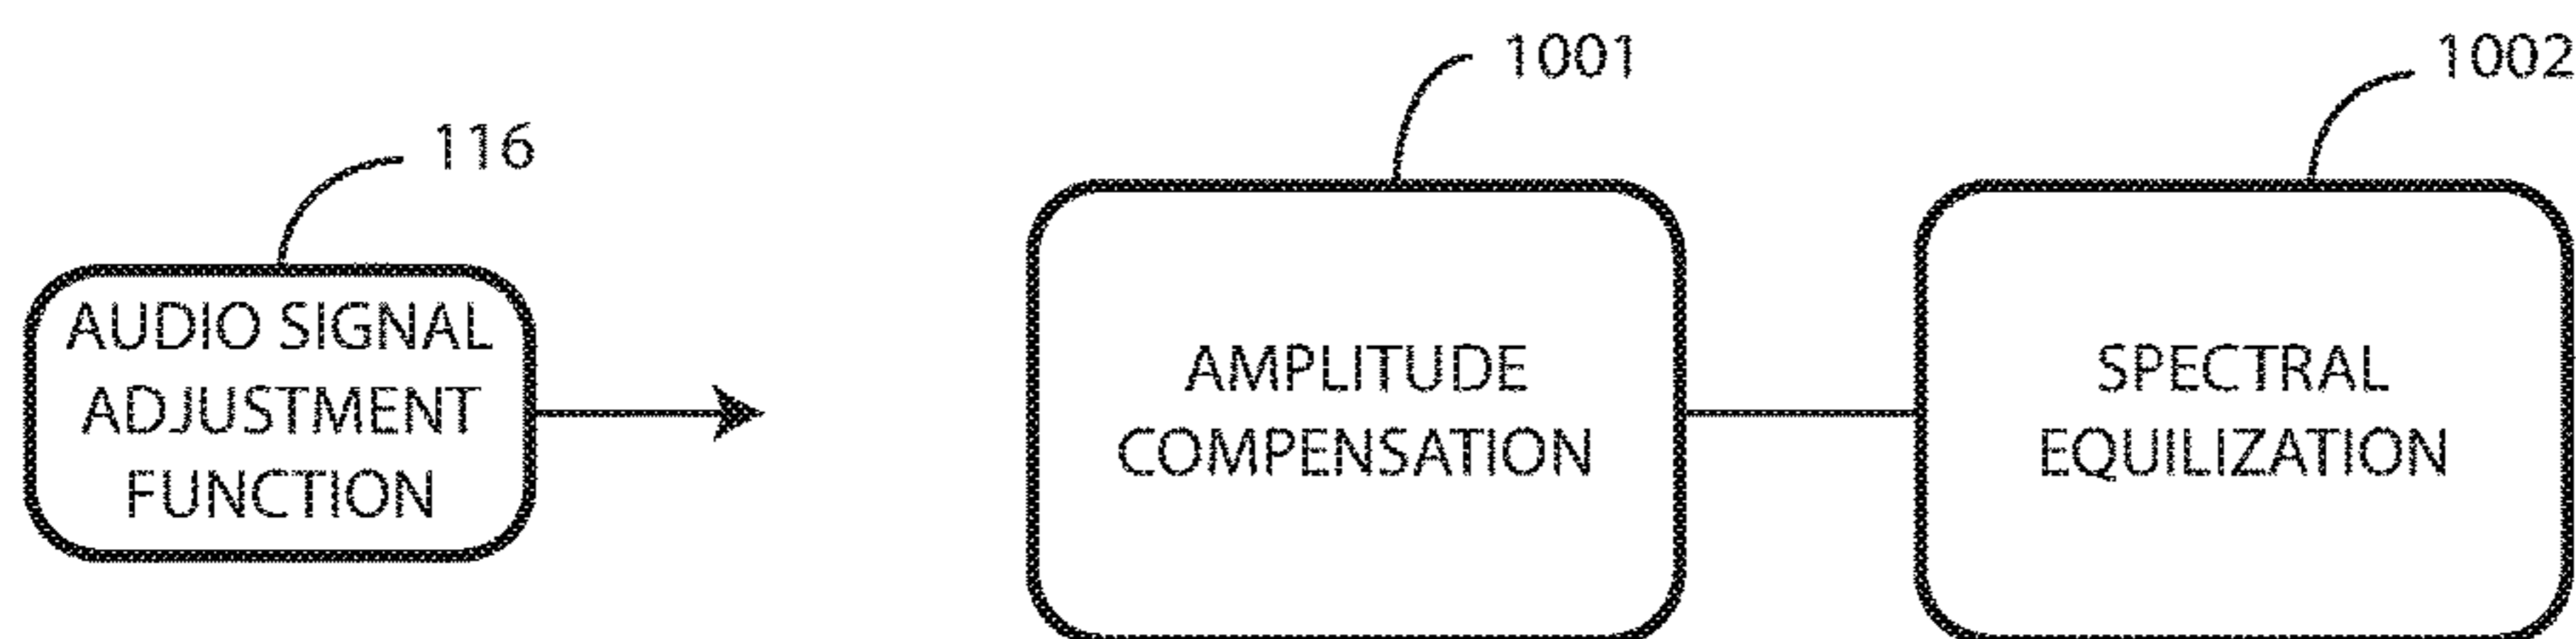 116
1001
1002
AUDIO SIGNAL
ADJUSTMENT
FUNCTION
AMPLITUDE
COMPENSATION
SPECTRAL
EQUILIZATION